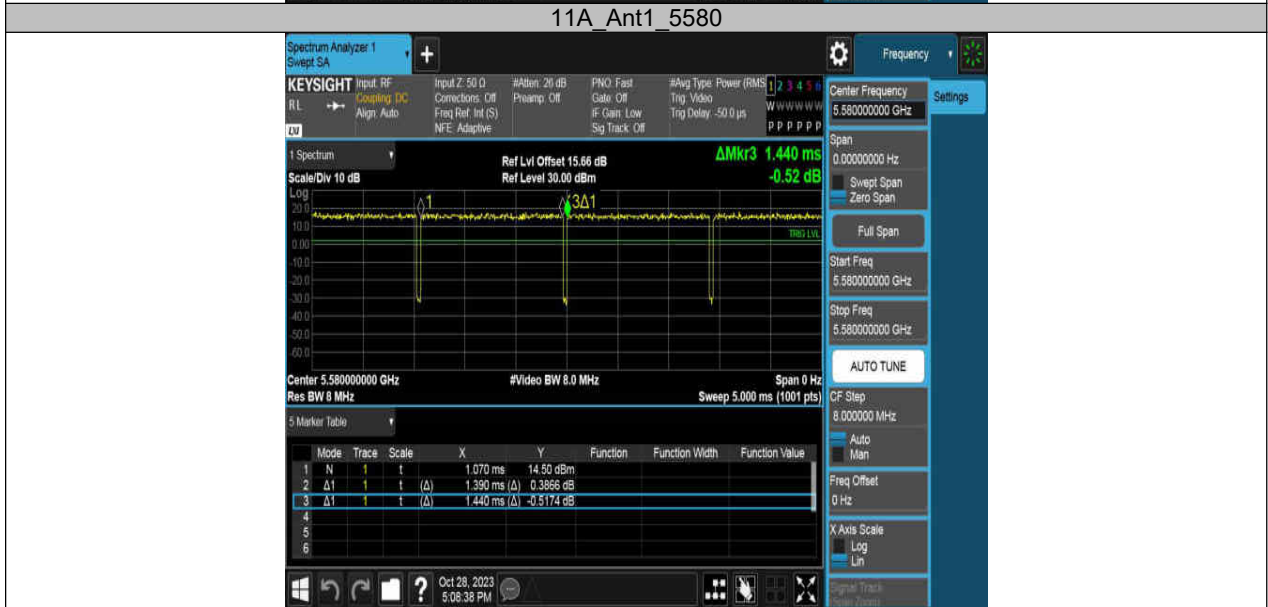 11A_Ant1_5580
Spectrum Analyzer 1
Swept SA
+
Frequency
KEYSIGHT
RL
LXI
Input: RF
Coupling: DC
Align: Auto
Input Z: 50 Ω
Corrections: Off
Freq Ref: Int (S)
NFE: Adaptive
#Atten: 26 dB
Preamp: Off
PNO: Fast
Gate: Off
IF Gain: Low
Sig Track: Off
#Avg Type: Power (RMS
Trig: Video
Trig Delay: -50.0 µs
1 2 3 4 5 6
W W W W W W
P P P P P P
Center Frequency
5.580000000 GHz
Settings
Span
0.00000000 Hz
Swept Span
Zero Span
Full Span
Start Freq
5.580000000 GHz
Stop Freq
5.580000000 GHz
AUTO TUNE
CF Step
8.000000 MHz
Auto
Man
Freq Offset
0 Hz
X Axis Scale
Log
Lin
Signal Track
1 Spectrum
Scale/Div 10 dB
Ref Lvl Offset 15.66 dB
Ref Level 30.00 dBm
ΔMkr3 1.440 ms
-0.52 dB
Log
20.0
10.0
0.00
-10.0
-20.0
-30.0
-40.0
-50.0
-60.0
1
3Δ1
TRIG LVL
Center 5.580000000 GHz
#Video BW 8.0 MHz
Span 0 Hz
Res BW 8 MHz
Sweep 5.000 ms (1001 pts)
5 Marker Table
Mode Trace Scale X Y Function Function Width Function Value
1 N 1 t 1.070 ms 14.50 dBm
2 Δ1 1 t (Δ) 1.390 ms (Δ) 0.3866 dB
3 Δ1 1 t (Δ) 1.440 ms (Δ) -0.5174 dB
4
5
6
?
Oct 28, 2023
5:08:38 PM